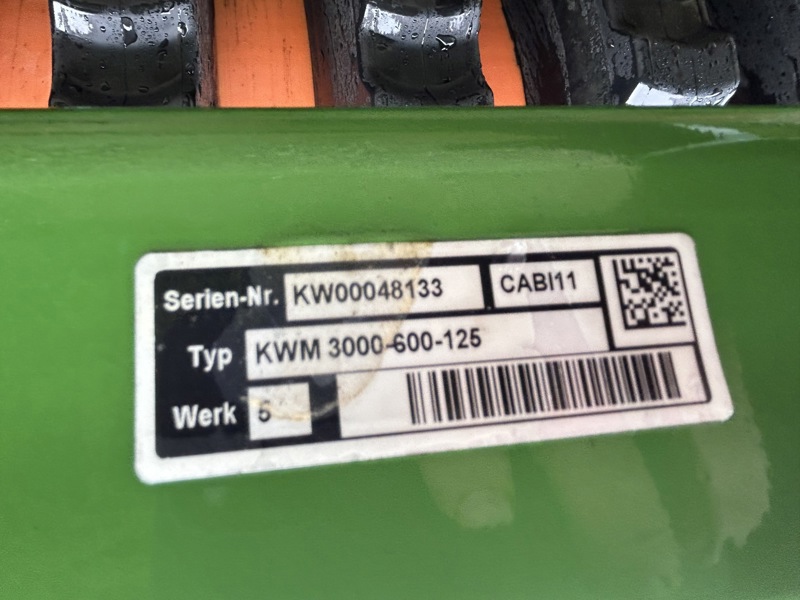 Serien-Nr. KW00048133 CABI11
Typ KWM 3000-600-125
Werk 5